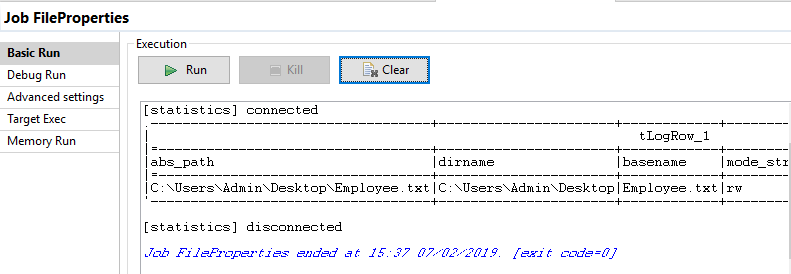 Job FileProperties
Basic Run
Debug Run
Advanced settings
Target Exec
Memory Run
Execution
Run Kill Clear
[statistics] connected
tLogRow_1
abs_path |dirname |basename |mode_str
C:\Users\Admin\Desktop\Employee.txt|C:\Users\Admin\Desktop|Employee.txt|rw
[statistics] disconnected
Job FileProperties ended at 15:37 07/02/2019. [exit code=0]